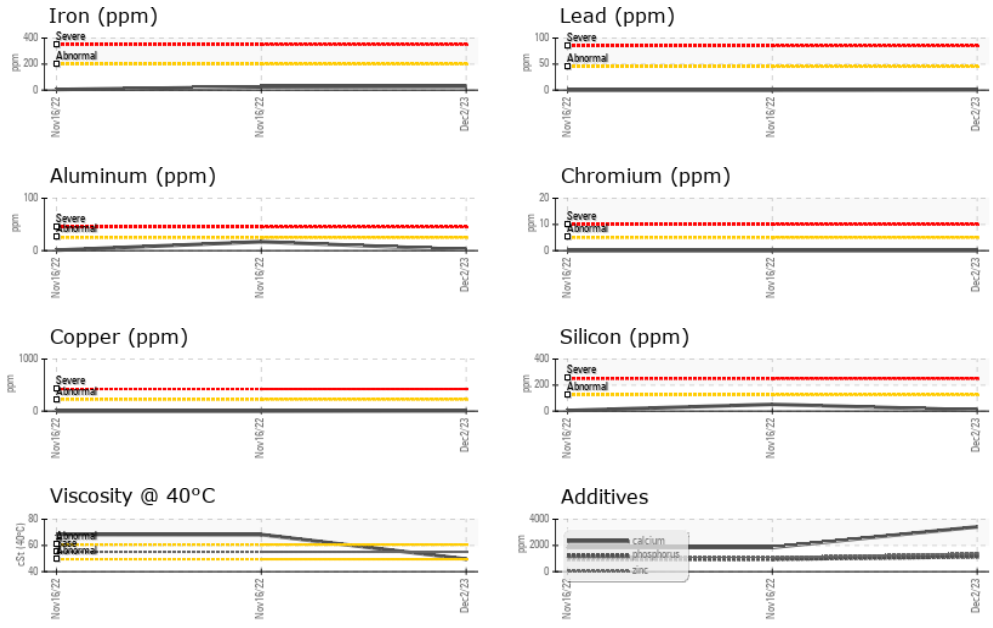 Iron (ppm)
400
200
0
ppm
Severe
Abnormal
Nov16/22
Nov16/22
Dec2/23
Lead (ppm)
100
50
0
ppm
Severe
Abnormal
Nov16/22
Nov16/22
Dec2/23
Aluminum (ppm)
100
0
ppm
Severe
Abnormal
Nov16/22
Nov16/22
Dec2/23
Chromium (ppm)
20
10
0
ppm
Severe
Abnormal
Nov16/22
Nov16/22
Dec2/23
Copper (ppm)
1000
0
ppm
Severe
Abnormal
Nov16/22
Nov16/22
Dec2/23
Silicon (ppm)
400
200
0
ppm
Severe
Abnormal
Nov16/22
Nov16/22
Dec2/23
Viscosity @ 40°C
80
60
40
cSt (40°C)
Abnormal
Base
Abnormal
Nov16/22
Nov16/22
Dec2/23
Additives
4000
2000
0
ppm
calcium
phosphorus
zinc
Nov16/22
Nov16/22
Dec2/23